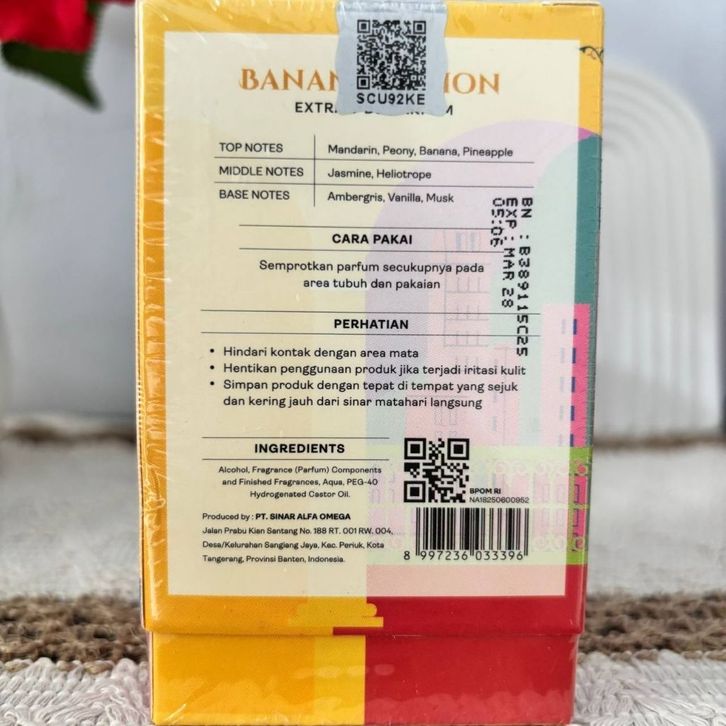 SCU92KE
TOP NOTES Mandarin, Peony, Banana, Pineapple
MIDDLE NOTES Jasmine, Heliotrope
BASE NOTES Ambergris, Vanilla, Musk
BN : B389115C25
EXP : MAR 28
05:06
CARA PAKAI
Semprotkan parfum secukupnya pada
area tubuh dan pakaian
PERHATIAN
• Hindari kontak dengan area mata
• Hentikan penggunaan produk jika terjadi iritasi kulit
• Simpan produk dengan tepat di tempat yang sejuk
dan kering jauh dari sinar matahari langsung
INGREDIENTS
Alcohol, Fragrance (Parfum) Components
and Finished Fragrances, Aqua, PEG-40
Hydrogenated Castor Oil.
Produced by : PT. SINAR ALFA OMEGA
Jalan Prabu Kian Santang No. 188 RT. 001 RW. 004,
Desa/Kelurahan Sangiang Jaya, Kac. Periuk, Kota
Tangerang, Provinsi Banten, Indonesia.
BPOM RI
NA18250600952
8 997236 033396